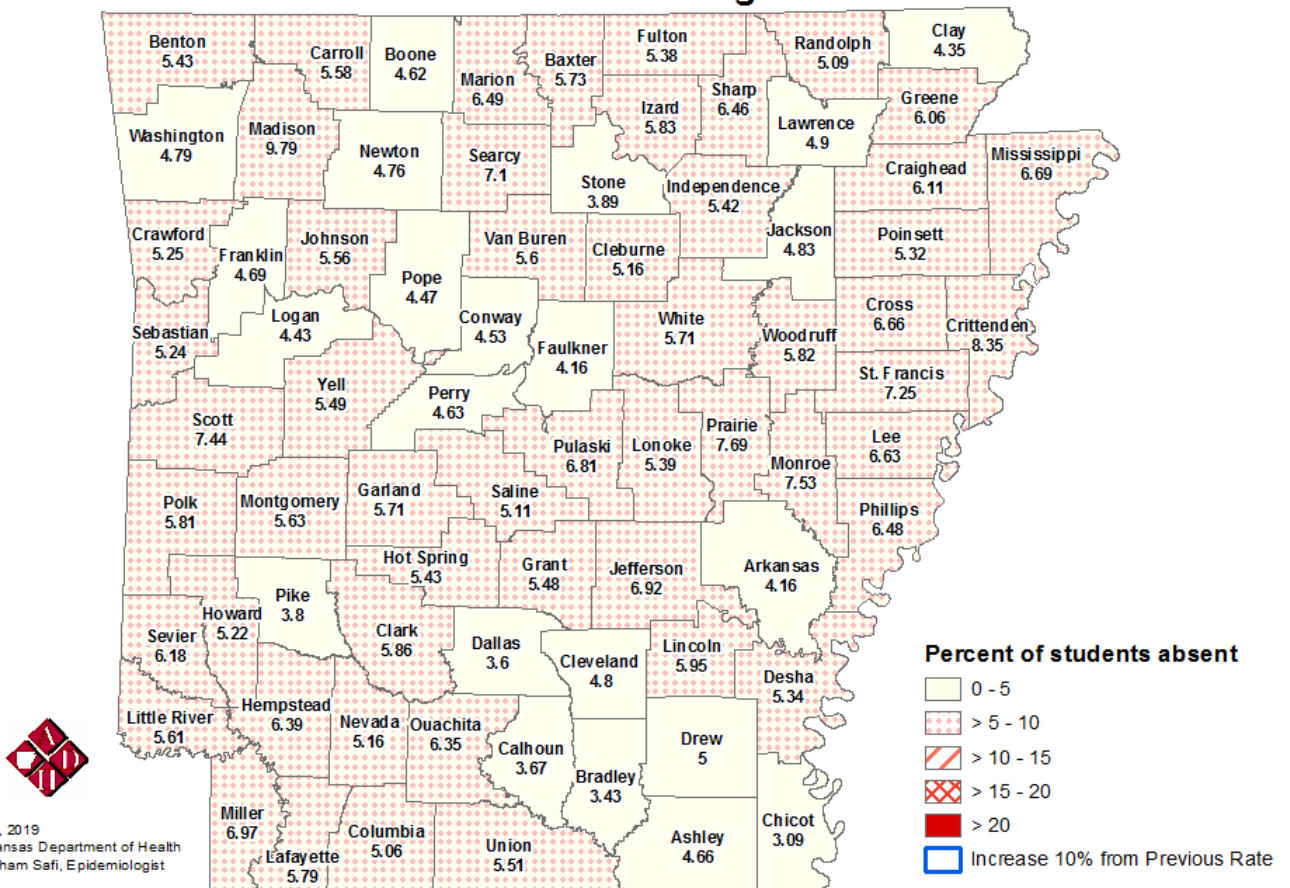 Benton
5.43
Carroll
5.58
Boone
4.62
Marion
6.49
Baxter
5.73
Fulton
5.38
Randolph
5.09
Clay
4.35
Sharp
6.46
Izard
5.83
Greene
6.06
Lawrence
4.9
Washington
4.79
Madison
9.79
Newton
4.76
Searcy
7.1
Stone
3.89
Independence
5.42
Craighead
6.11
Mississippi
6.69
Crawford
5.25
Franklin
4.69
Johnson
5.56
Pope
4.47
Van Buren
5.6
Cleburne
5.16
Jackson
4.83
Poinsett
5.32
Sebastian
5.24
Logan
4.43
Conway
4.53
Faulkner
4.16
White
5.71
Woodruff
5.82
Cross
6.66
Crittenden
8.35
St. Francis
7.25
Yell
5.49
Perry
4.63
Scott
7.44
Pulaski
6.81
Lonoke
5.39
Prairie
7.69
Monroe
7.53
Lee
6.63
Polk
5.81
Montgomery
5.63
Garland
5.71
Saline
5.11
Phillips
6.48
Hot Spring
5.43
Grant
5.48
Jefferson
6.92
Arkansas
4.16
Howard
5.22
Pike
3.8
Sevier
6.18
Clark
5.86
Dallas
3.6
Cleveland
4.8
Lincoln
5.95
Desha
5.34
Little River
5.61
Hempstead
6.39
Nevada
5.16
Ouachita
6.35
Calhoun
3.67
Bradley
3.43
Drew
5
Miller
6.97
Lafayette
5.79
Columbia
5.06
Union
5.51
Ashley
4.66
Chicot
3.09
Percent of students absent
0 - 5
> 5 - 10
> 10 - 15
> 15 - 20
> 20
Increase 10% from Previous Rate
, 2019
ansas Department of Health
ham Safi, Epidemiologist